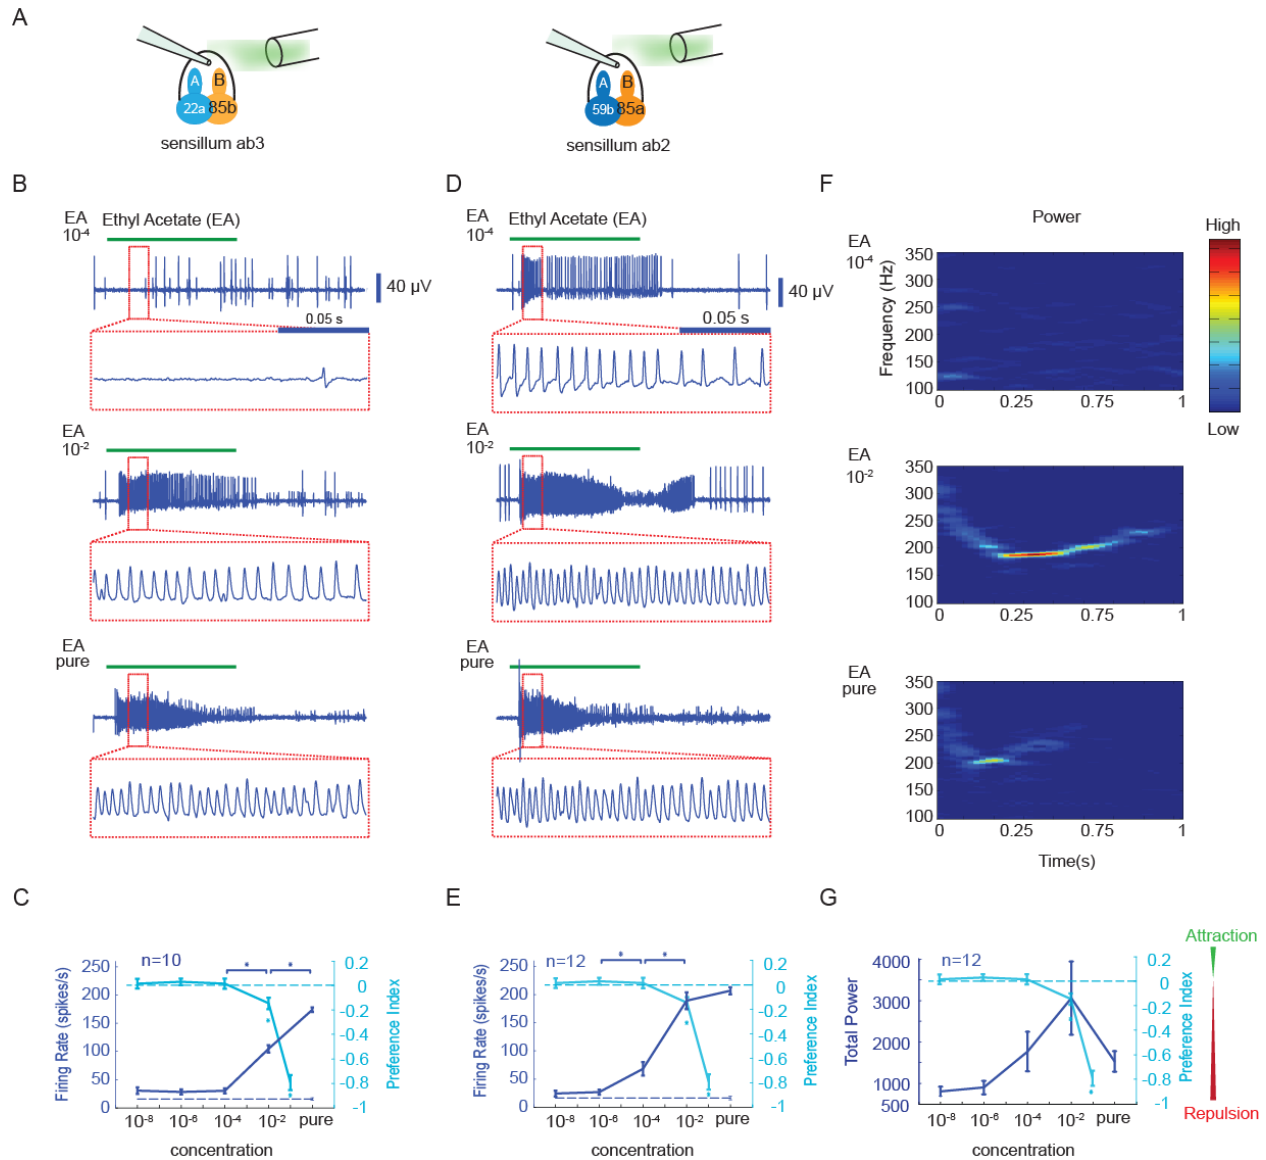 A
A B
22a 85b
sensillum ab3
A B
59b 85a
sensillum ab2
B
EA
10-4
Ethyl Acetate (EA)
40 μV
0.05 s
EA
10-2
EA
pure
D
EA
10-4
Ethyl Acetate (EA)
40 μV
0.05 s
EA
10-2
EA
pure
F
Power
High
Low
EA
10-4
Frequency (Hz)
350
300
250
200
150
100
0 0.25 0.75 1
EA
10-2
350
300
250
200
150
100
0 0.25 0.75 1
EA
pure
350
300
250
200
150
100
0 0.25 0.75 1
Time(s)
C
n=10
* *
Firing Rate (spikes/s)
250
200
150
100
50
0
0.2
0
-0.2
-0.4
-0.6
-0.8
-1
Preference Index
* *
10-8 10-6 10-4 10-2 pure
concentration
E
n=12
* *
Firing Rate (spikes/s)
250
200
150
100
50
0
0.2
0
-0.2
-0.4
-0.6
-0.8
-1
Preference Index
* *
10-8 10-6 10-4 10-2 pure
concentration
G
n=12
Total Power
4000
3000
2000
1000
500
0.2
0
-0.2
-0.4
-0.6
-0.8
-1
Preference Index
*
10-8 10-6 10-4 10-2 pure
concentration
Attraction
Repulsion